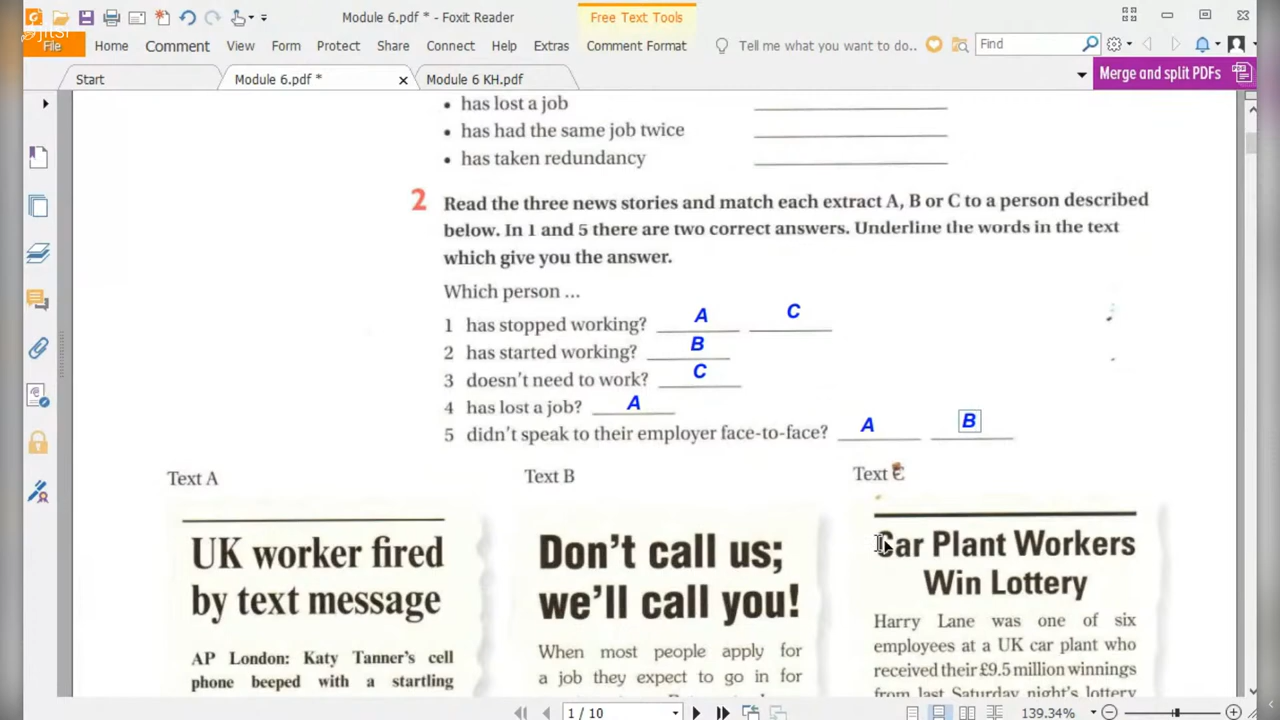 Module 6.pdf * - Foxit Reader
Free Text Tools
File
Home
Comment
View
Form
Protect
Share
Connect
Help
Extras
Comment Format
Tell me what you want to do..
Find
Start
Module 6.pdf *
Module 6 KH.pdf
Merge and split PDFs
• has lost a job
• has had the same job twice
• has taken redundancy
2 Read the three news stories and match each extract A, B or C to a person described
below. In 1 and 5 there are two correct answers. Underline the words in the text
which give you the answer.
Which person ...
1 has stopped working? A C
2 has started working? B
3 doesn't need to work? C
4 has lost a job? A
5 didn't speak to their employer face-to-face? A B
Text A
Text B
Text C
UK worker fired
by text message
AP London: Katy Tanner's cell
phone beeped with a startling
Don't call us;
we'll call you!
When most people apply for
a job they expect to go in for
Car Plant Workers
Win Lottery
Harry Lane was one of six
employees at a UK car plant who
received their £9.5 million winnings
from last Saturday night's lottery
1 / 10
139.34%